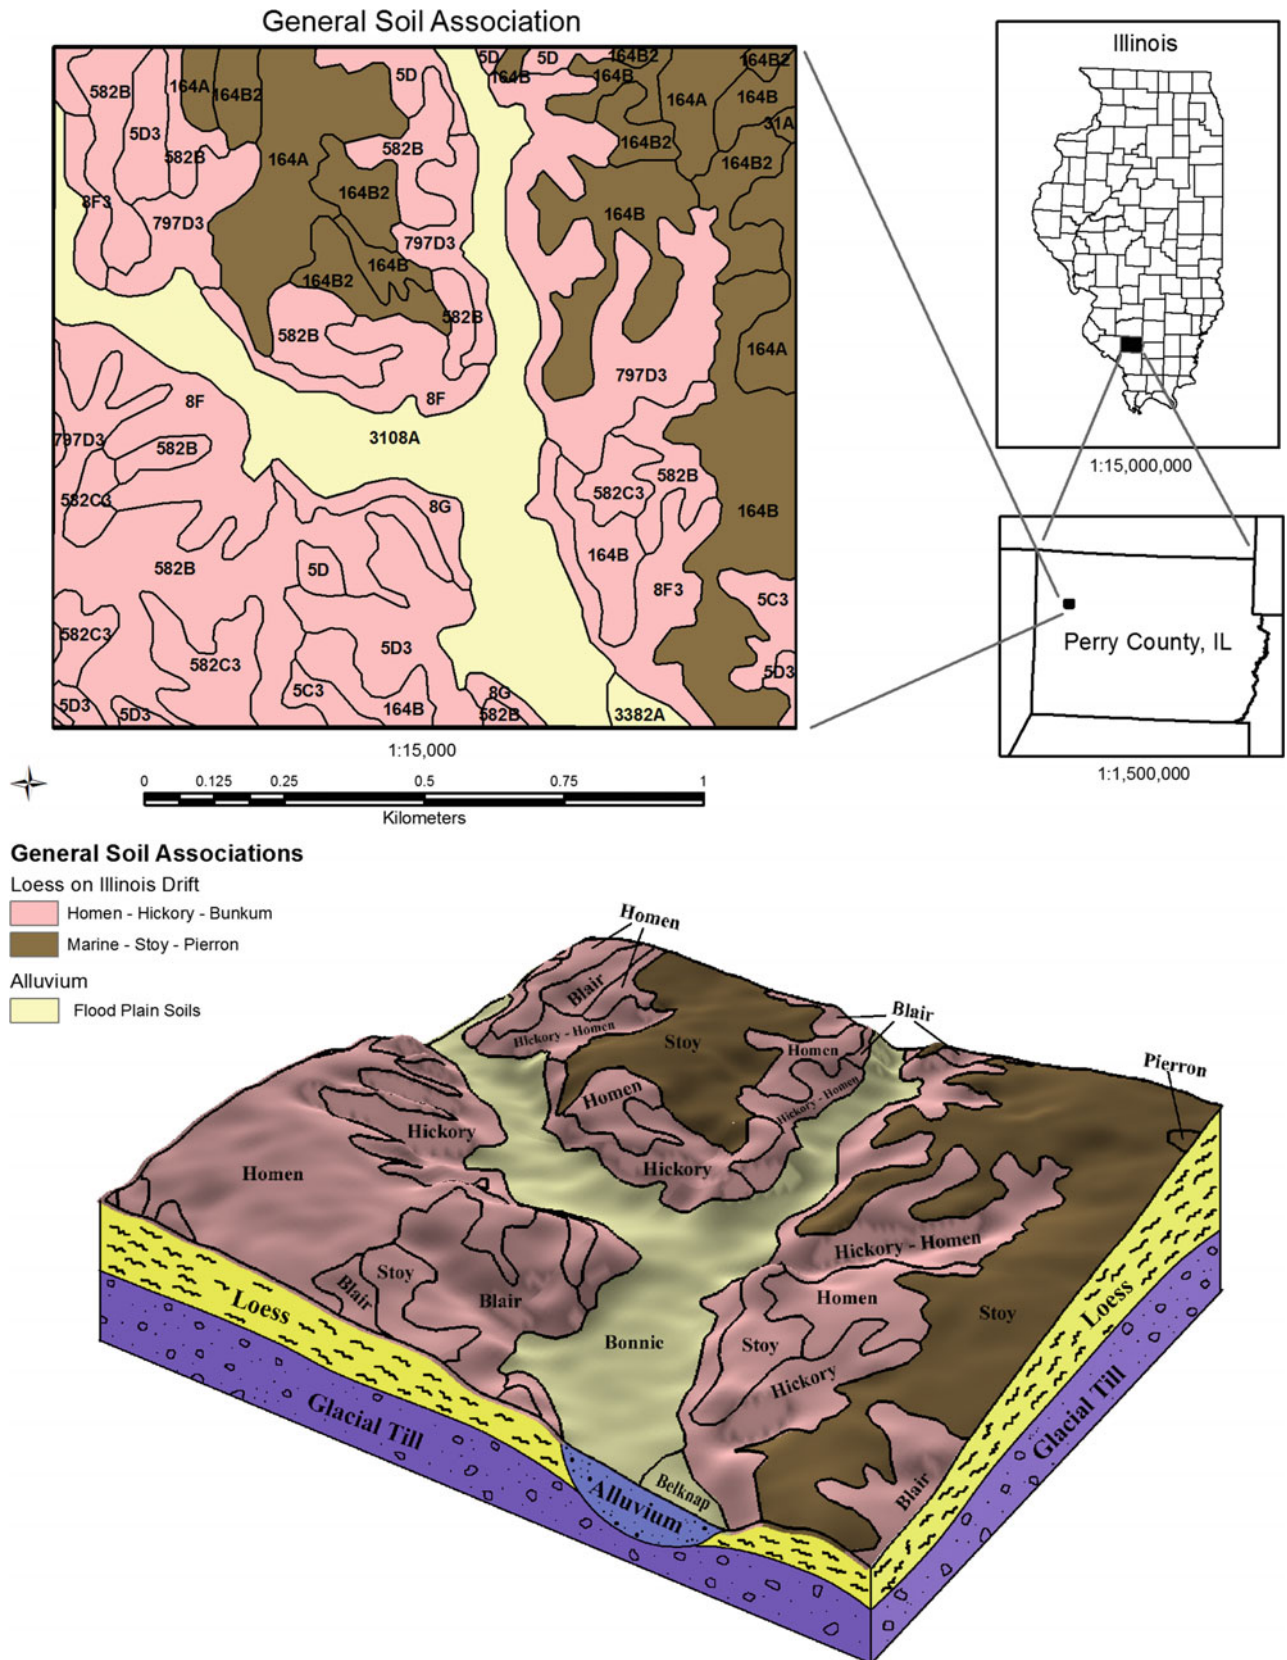 General Soil Association
5D
5D
164B2
164B2
582B
164A
164B2
5D
164B
164B
164A
164B
31A
5D3
582B
164A
582B
164B2
164B2
164B2
8F3
797D3
164B
797D3
164B
164B2
582B
582B
164A
797D3
8F
8F
3108A
797D3
582B
582B
582C3
582C3
8G
164B
164B
582B
5D
8F3
5C3
582C3
5D3
582C3
5D3
5C3
8G
5D3
5D3
164B
582B
3382A
1:15,000
0 0.125 0.25 0.5 0.75 1
Kilometers
Illinois
1:15,000,000
Perry County, IL
1:1,500,000
General Soil Associations
Loess on Illinois Drift
Homen - Hickory - Bunkum
Marine - Stoy - Pierron
Alluvium
Flood Plain Soils
Homen
Blair
Blair
Hickory - Homen
Stoy
Homen
Pierron
Homen
Hickory - Homen
Hickory
Hickory
Homen
Hickory - Homen
Stoy
Blair
Homen
Stoy
Loess
Blair
Loess
Bonnie
Stoy
Hickory
Glacial Till
Glacial Till
Belknap
Blair
Alluvium